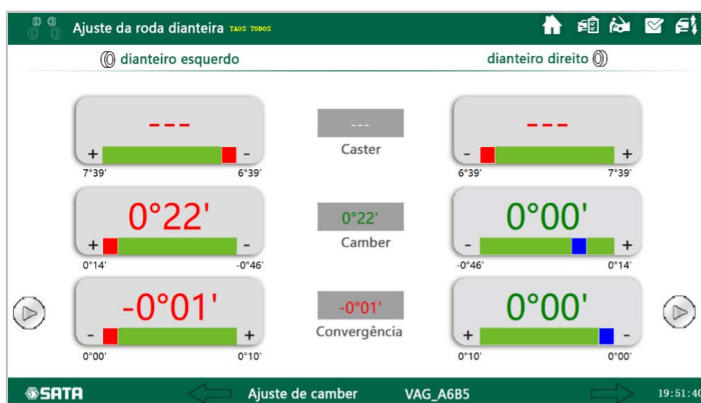 Ajuste da roda dianteira TAOS TODOS
dianteiro esquerdo dianteiro direito
--- --- ---
+ - Caster - +
7°39' 6°39' 6°39' 7°39'
0°22' 0°22' 0°00'
+ - Camber - +
0°14' -0°46' -0°46' 0°14'
-0°01' -0°01' 0°00'
- + Convergência + -
0°00' 0°10' 0°10' 0°00'
SATA Ajuste de camber VAG_A6B5 19:51:40